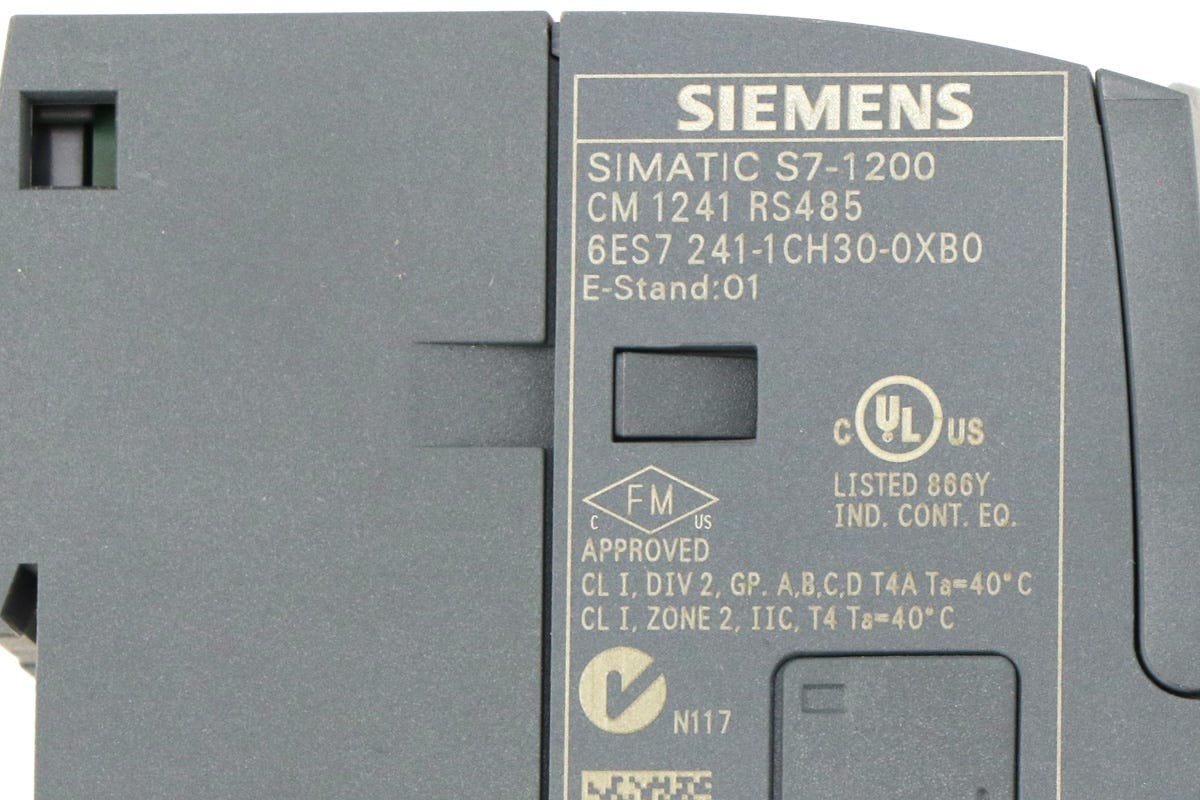 SIEMENS
SIMATIC S7-1200
CM 1241 RS485
6ES7 241-1CH30-0XB0
E-Stand:01
C UL US
LISTED 866Y
IND. CONT. EQ.
FM
C US
APPROVED
CL I, DIV 2, GP. A,B,C,D T4A Ta=40°C
CL I, ZONE 2, IIC, T4 Ta=40°C
N117